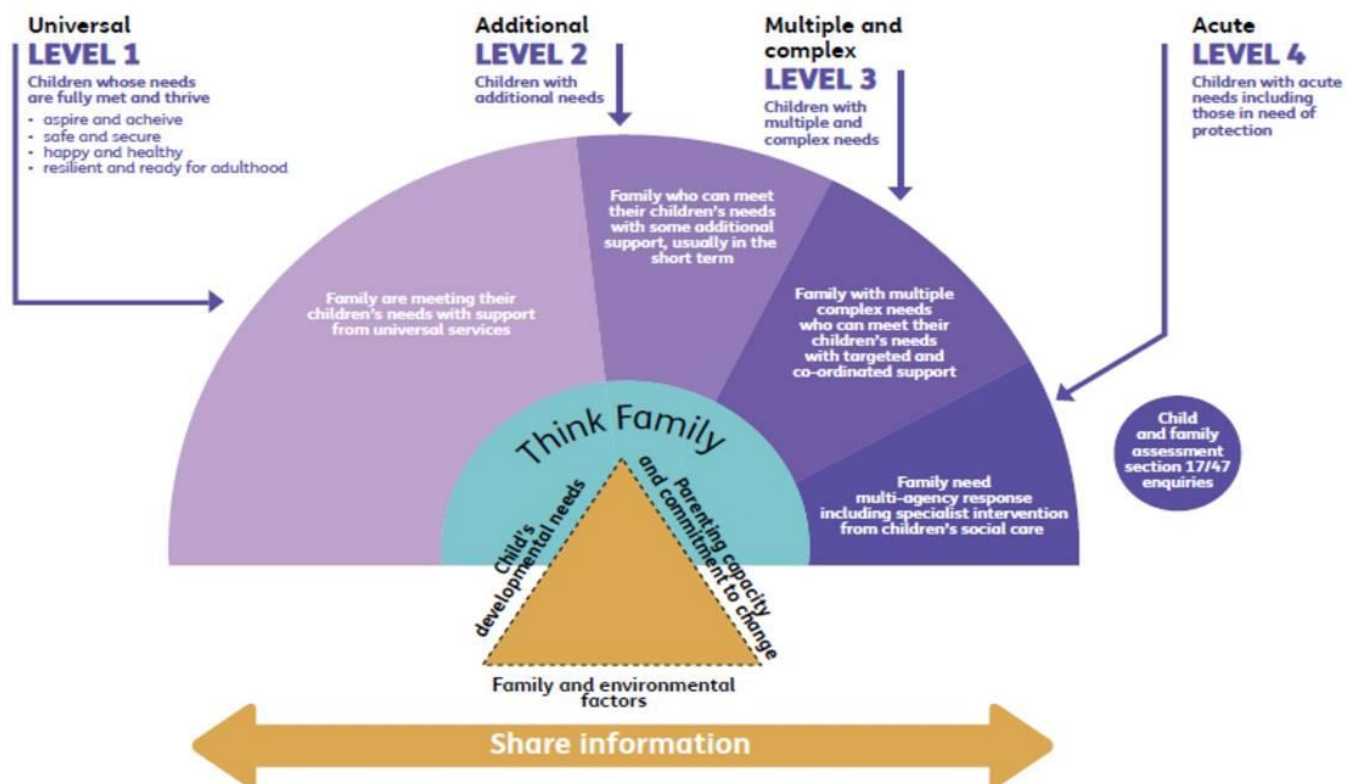 Universal
LEVEL 1
Children whose needs
are fully met and thrive
• aspire and acheive
• safe and secure
• happy and healthy
• resilient and ready for adulthood
Additional
LEVEL 2
Children with
additional needs
Multiple and
complex
LEVEL 3
Children with
multiple and
complex needs
Acute
LEVEL 4
Children with acute
needs including
those in need of
protection
Family are meeting their
children's needs with support
from universal services
Family who can meet
their children's needs
with some additional
support, usually in the
short term
Family with multiple
complex needs
who can meet their
children's needs
with targeted and
co-ordinated support
Family need
multi-agency response
including specialist intervention
from children's social care
Child
and family
assessment
section 17/47
enquiries
Think Family
Child's
developmental needs
Parenting capacity
and commitment to change
Family and environmental
factors
Share information